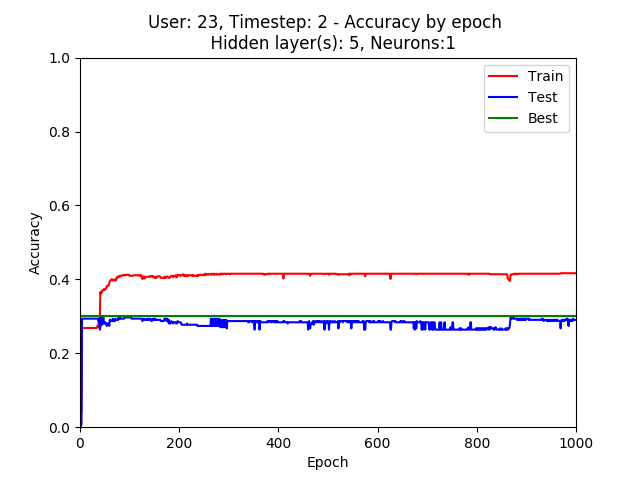 User: 23, Timestep: 2 - Accuracy by epoch
Hidden layer(s): 5, Neurons:1
1.0
0.8
0.6
0.4
0.2
0.0
Accuracy
Train
Test
Best
0 200 400 600 800 1000
Epoch